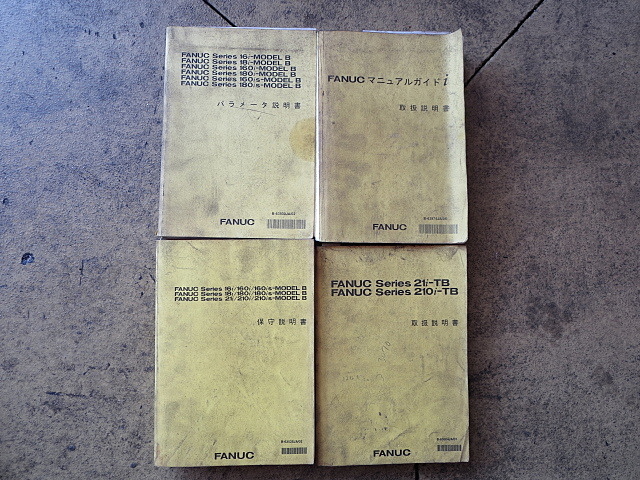 FANUC Series 16i-MODEL B
FANUC Series 18i-MODEL B
FANUC Series 160i-MODEL B
FANUC Series 180i-MODEL B
FANUC Series 160is-MODEL B
FANUC Series 180is-MODEL B
パラメータ説明書
FANUC
FANUC マニュアルガイド i
取扱説明書
FANUC
FANUC Series 16i/160i/160is-MODEL B
FANUC Series 18i/180i/180is-MODEL B
FANUC Series 21i/210i/210is-MODEL B
保守説明書
FANUC
FANUC Series 21i-TB
FANUC Series 210i-TB
取扱説明書
FANUC